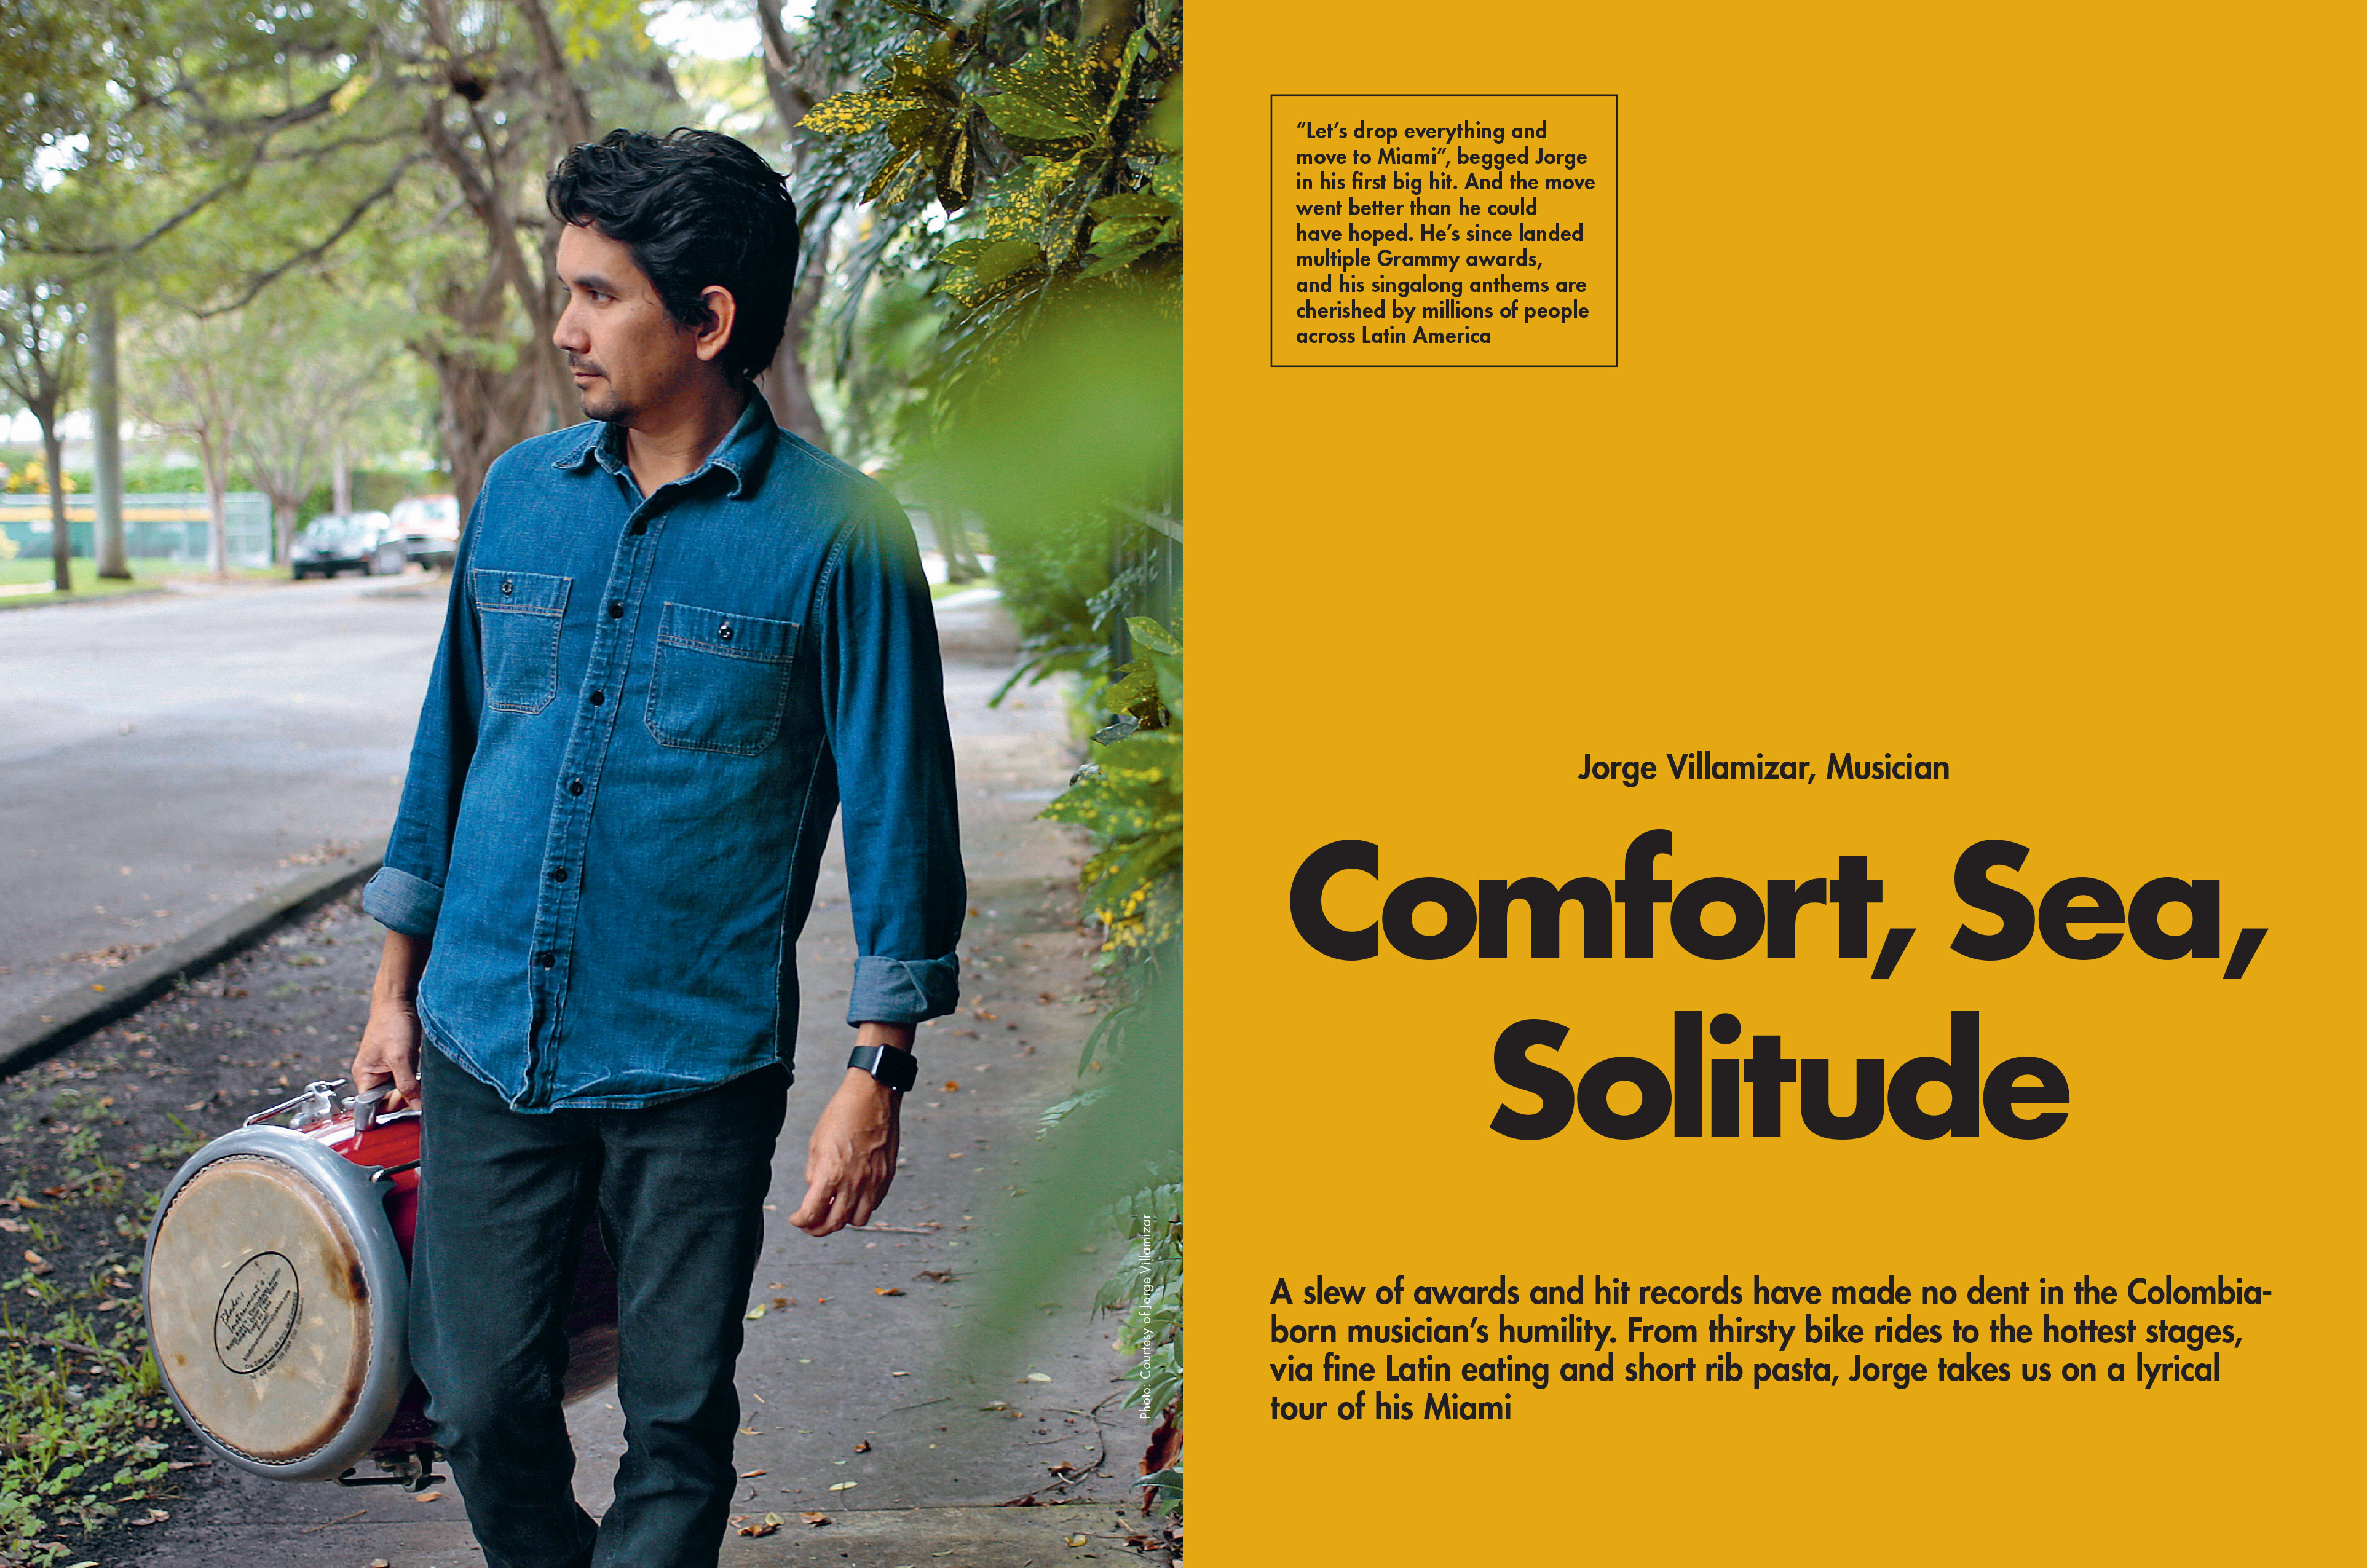 “Let’s drop everything and
move to Miami”, begged Jorge
in his first big hit. And the move
went better than he could
have hoped. He’s since landed
multiple Grammy awards,
and his singalong anthems are
cherished by millions of people
across Latin America
Jorge Villamizar, Musician
Comfort, Sea,
Solitude
A slew of awards and hit records have made no dent in the Colombia-
born musician’s humility. From thirsty bike rides to the hottest stages,
via fine Latin eating and short rib pasta, Jorge takes us on a lyrical
tour of his Miami
Photo: Courtesy of Jorge Villamizar